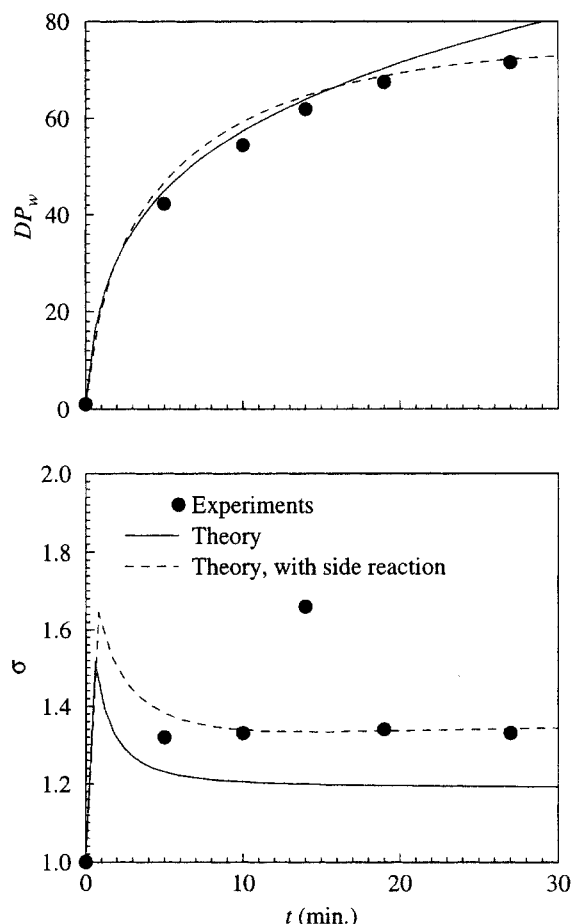 80
60
40
20
0
DP_w
2.0
1.8
1.6
1.4
1.2
1.0
σ
Experiments
Theory
Theory, with side reaction
0 10 20 30
t (min.)